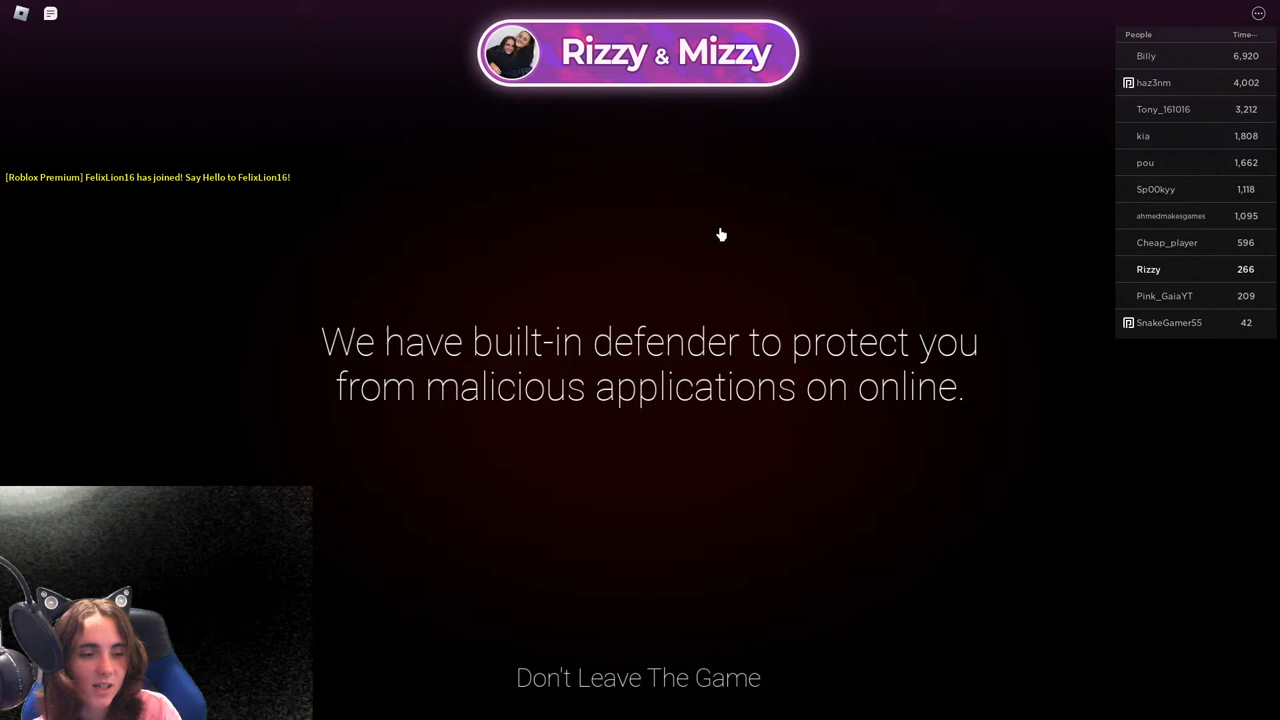 Rizzy & Mizzy
People Time...
Billy 6,920
haz3nm 4,002
Tony_161016 3,212
kia 1,808
pou 1,662
Sp00kyy 1,118
ahmedmakesgames 1,095
Cheap_player 596
Rizzy 266
Pink_GaiaYT 209
SnakeGamer55 42
[Roblox Premium] FelixLion16 has joined! Say Hello to FelixLion16!
We have built-in defender to protect you
from malicious applications on online.
Don't Leave The Game